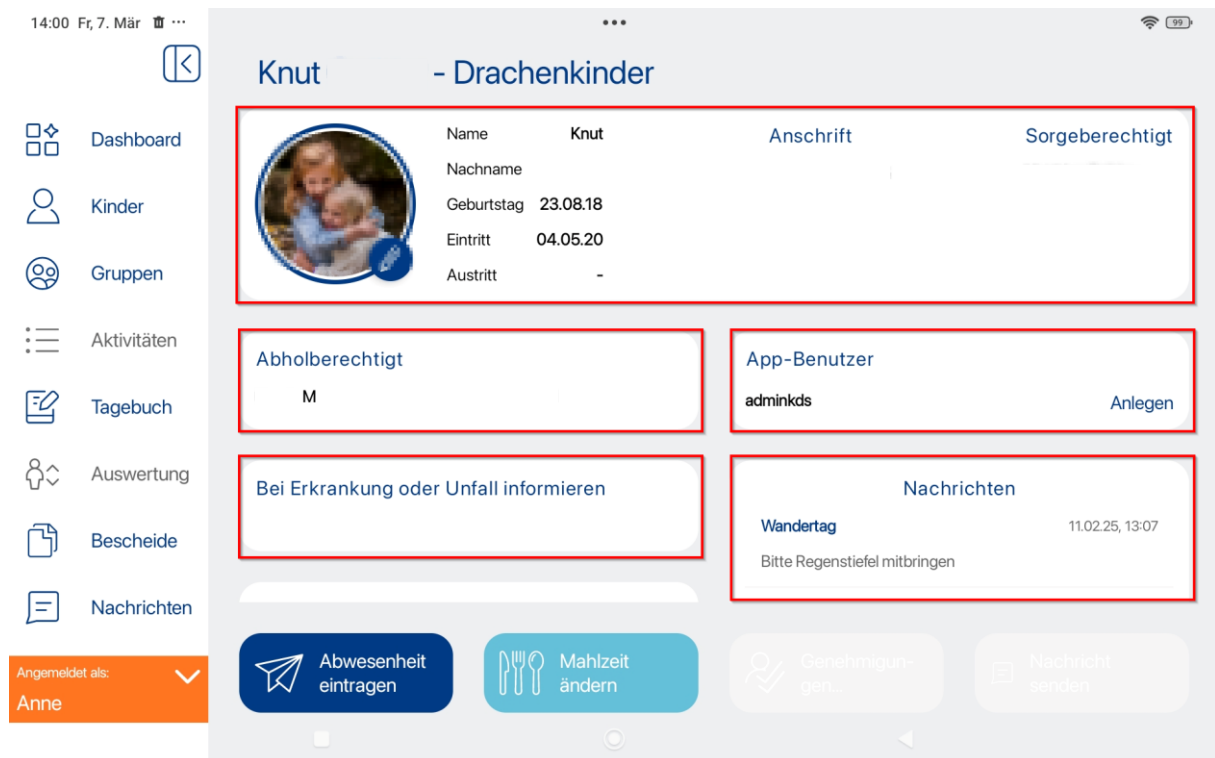 14:00 Fr, 7. Mär
99
Knut - Drachenkinder
Dashboard
Kinder
Gruppen
Aktivitäten
Tagebuch
Auswertung
Bescheide
Nachrichten
Angemeldet als:
Anne
Name Knut
Nachname
Geburtstag 23.08.18
Eintritt 04.05.20
Austritt -
Anschrift
Sorgeberechtigt
Abholberechtigt
M
App-Benutzer
adminkds Anlegen
Bei Erkrankung oder Unfall informieren
Nachrichten
Wandertag 11.02.25, 13:07
Bitte Regenstiefel mitbringen
Abwesenheit
eintragen
Mahlzeit
ändern
Genehmigun-
gen...
Nachricht
senden